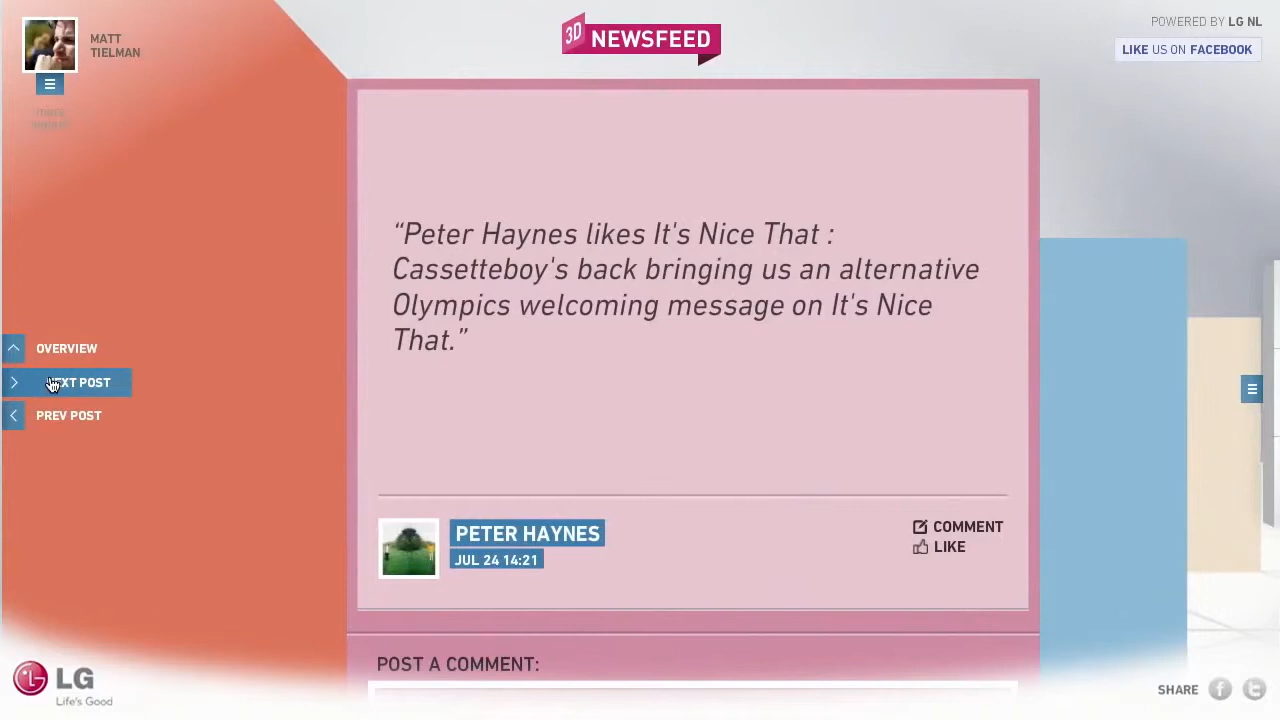 MATT
TIELMAN
3D NEWSFEED
POWERED BY LG NL
LIKE US ON FACEBOOK
“Peter Haynes likes It's Nice That :
Cassetteboy's back bringing us an alternative
Olympics welcoming message on It's Nice
That.”
OVERVIEW
NEXT POST
PREV POST
PETER HAYNES
JUL 24 14:21
COMMENT
LIKE
POST A COMMENT:
LG
Life's Good
SHARE